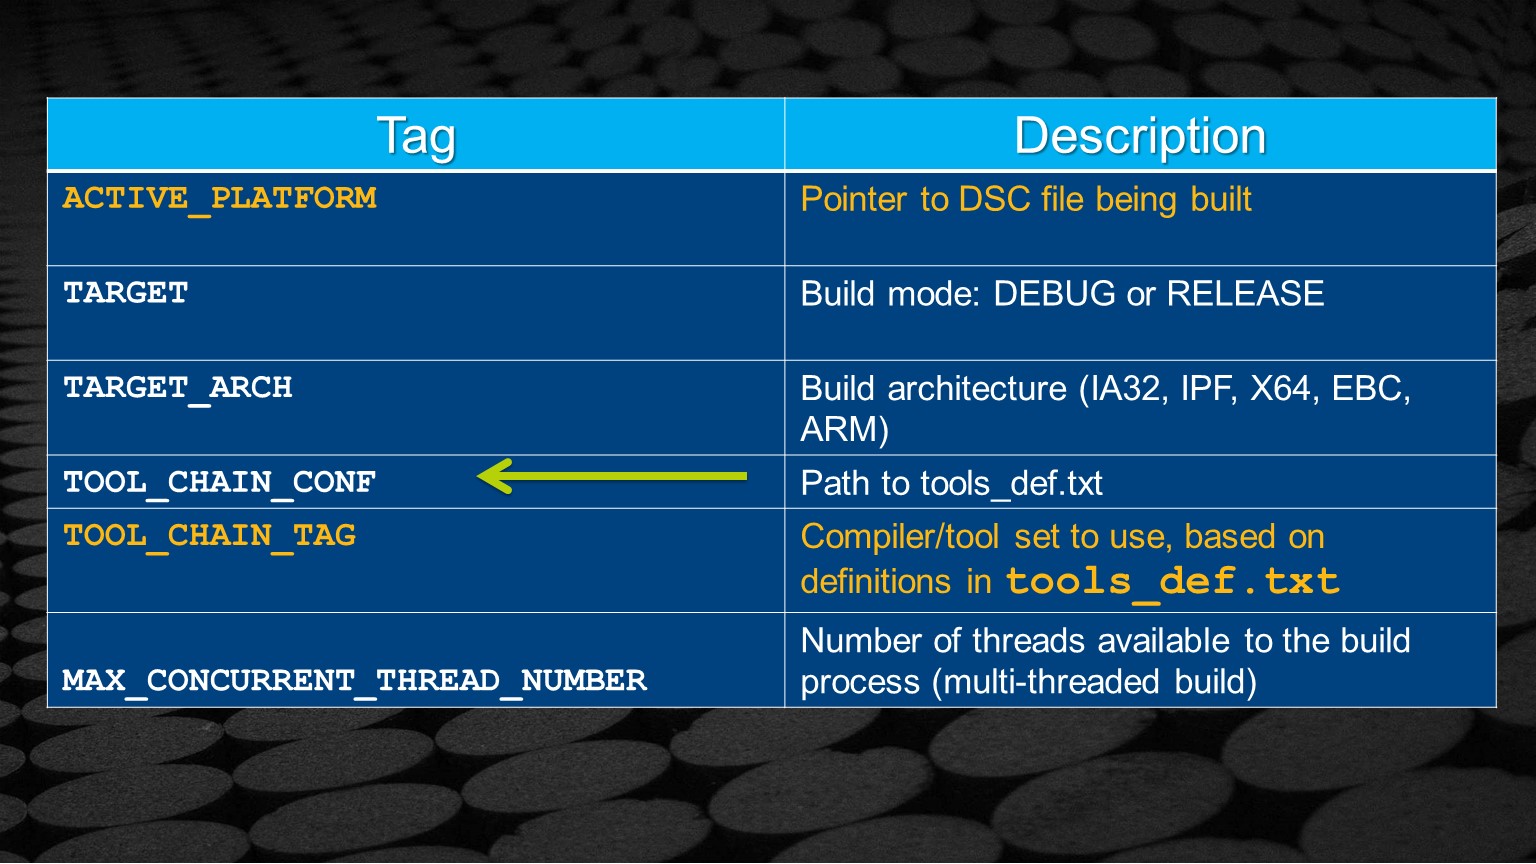 Tag
Description
ACTIVE_PLATFORM
Pointer to DSC file being built
TARGET
Build mode: DEBUG or RELEASE
TARGET_ARCH
Build architecture (IA32, IPF, X64, EBC,
ARM)
TOOL_CHAIN_CONF
Path to tools_def.txt
TOOL_CHAIN_TAG
Compiler/tool set to use, based on
definitions in tools_def.txt
MAX_CONCURRENT_THREAD_NUMBER
Number of threads available to the build
process (multi-threaded build)